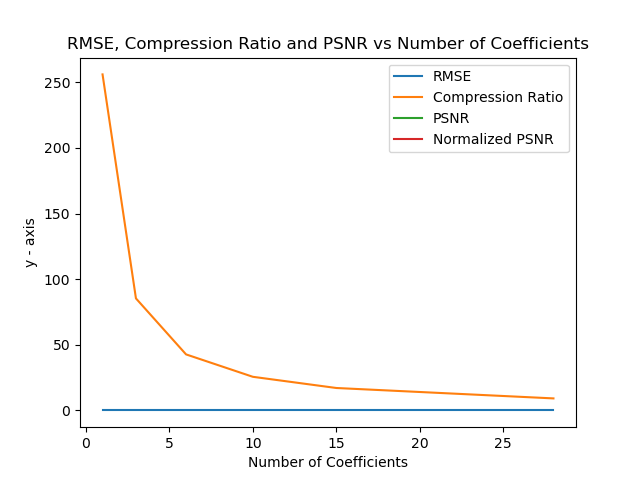 RMSE, Compression Ratio and PSNR vs Number of Coefficients
RMSE
Compression Ratio
PSNR
Normalized PSNR
y - axis
250
200
150
100
50
0
0 5 10 15 20 25
Number of Coefficients